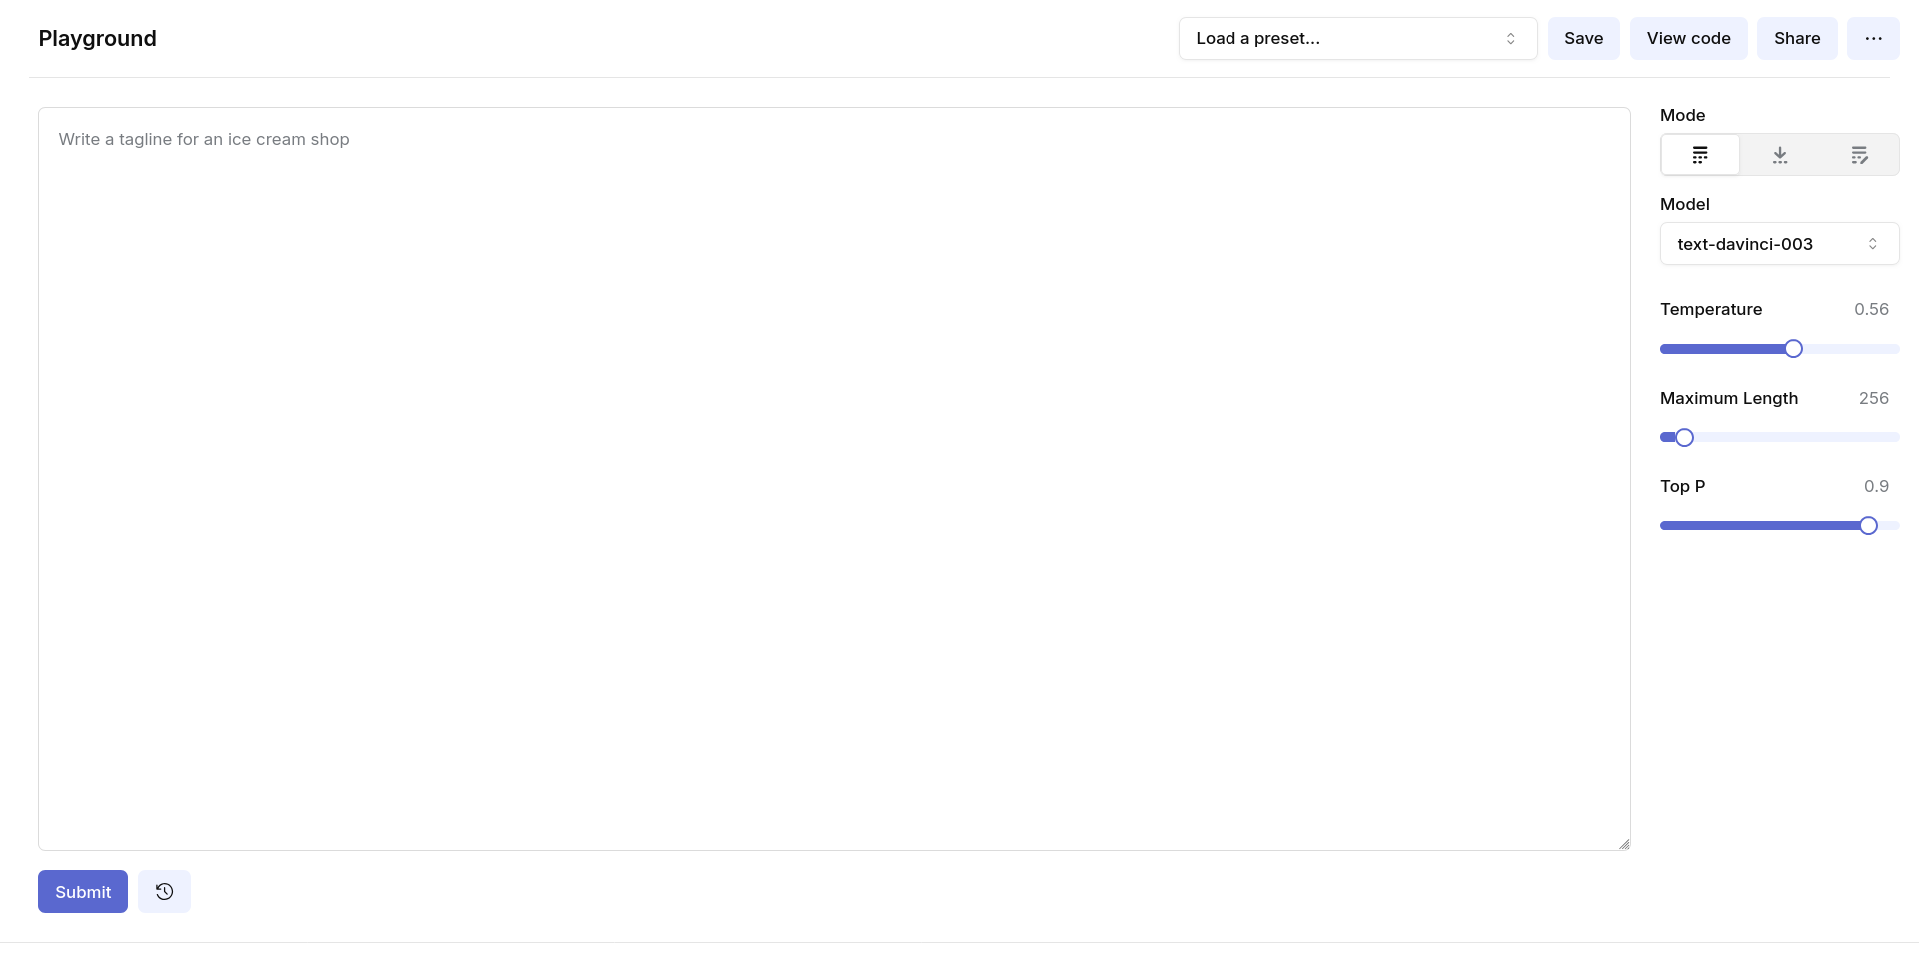 Playground
Load a preset...
Save
View code
Share
Write a tagline for an ice cream shop
Mode
Model
text-davinci-003
Temperature 0.56
Maximum Length 256
Top P 0.9
Submit